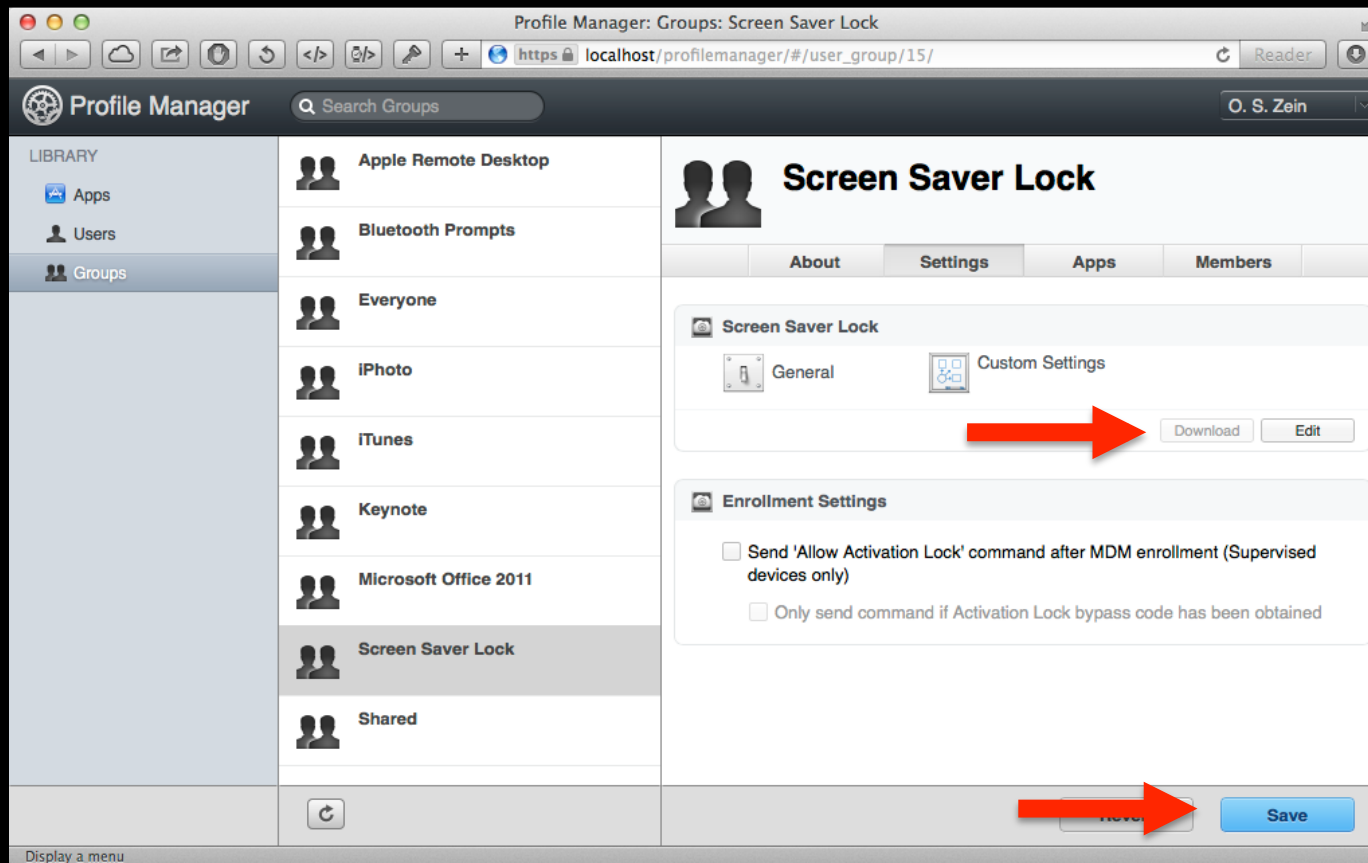 Profile Manager: Groups: Screen Saver Lock
https localhost/profilemanager/#/user_group/15/
Reader
Profile Manager
Search Groups
O. S. Zein
LIBRARY
Apps
Users
Groups
Apple Remote Desktop
Bluetooth Prompts
Everyone
iPhoto
iTunes
Keynote
Microsoft Office 2011
Screen Saver Lock
Shared
Screen Saver Lock
About
Settings
Apps
Members
Screen Saver Lock
General
Custom Settings
Download
Edit
Enrollment Settings
Send 'Allow Activation Lock' command after MDM enrollment (Supervised
devices only)
Only send command if Activation Lock bypass code has been obtained
Save
Display a menu